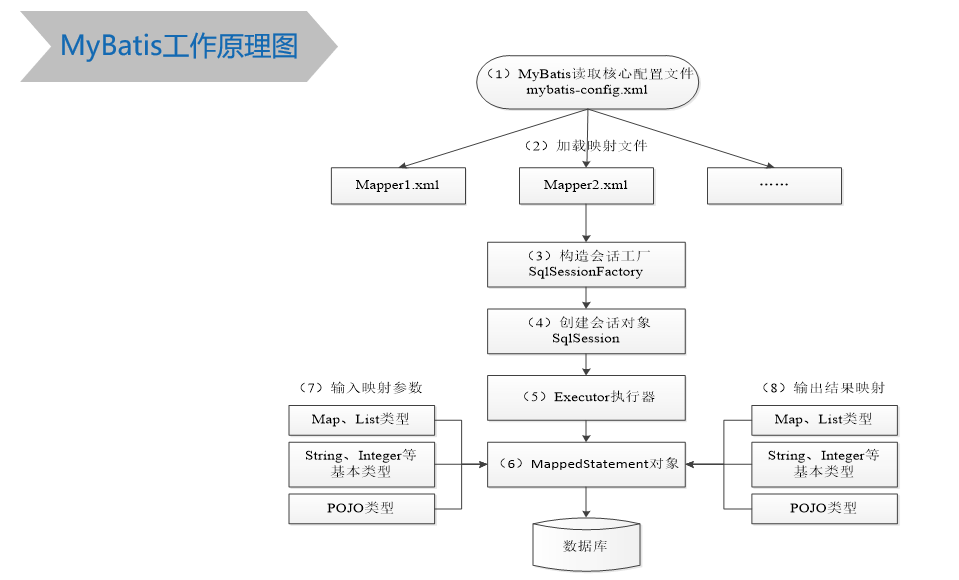 MyBatis工作原理图
（1）MyBatis读取核心配置文件
mybatis-config.xml
（2）加载映射文件
Mapper1.xml
Mapper2.xml
……
（3）构造会话工厂
SqlSessionFactory
（4）创建会话对象
SqlSession
（7）输入映射参数
（8）输出结果映射
（5）Executor执行器
Map、List类型
Map、List类型
String、Integer等
基本类型
（6）MappedStatement对象
String、Integer等
基本类型
POJO类型
POJO类型
数据库